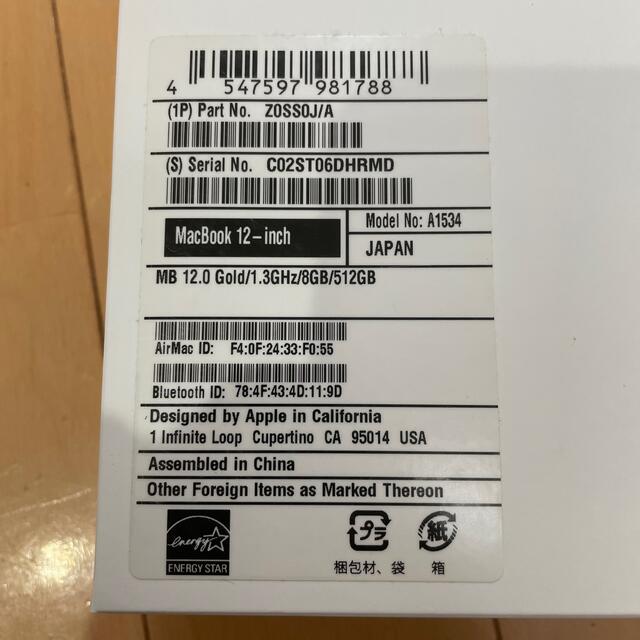 4 547597 981788
(1P) Part No. Z0SS0J/A
(S) Serial No. C02ST06DHRMD
MacBook 12-inch
Model No: A1534
JAPAN
MB 12.0 Gold/1.3GHz/8GB/512GB
AirMac ID: F4:0F:24:33:F0:55
Bluetooth ID: 78:4F:43:4D:11:9D
Designed by Apple in California
1 Infinite Loop Cupertino CA 95014 USA
Assembled in China
Other Foreign Items as Marked Thereon
energy
ENERGY STAR
プラ
紙
梱包材、袋
箱